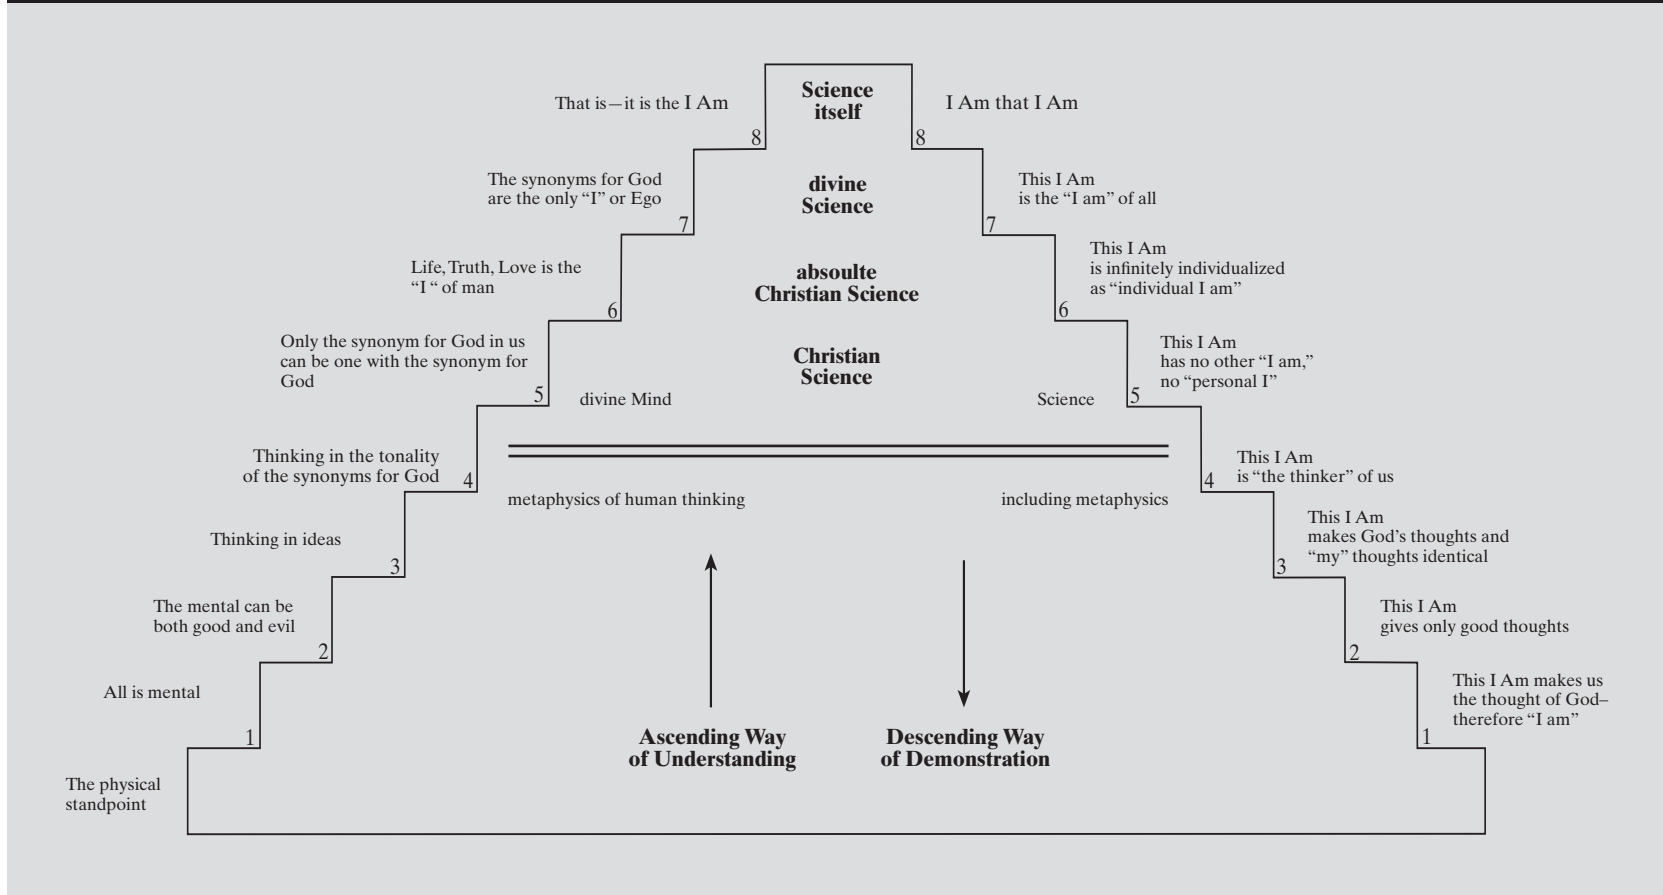 Science
itself
That is—it is the I Am
I Am that I Am
8
8
The synonyms for God
are the only “I” or Ego
divine
Science
This I Am
is the “I am” of all
7
7
Life, Truth, Love is the
“I “ of man
absoulte
Christian Science
This I Am
is infinitely individualized
as “individual I am”
6
6
Only the synonym for God in us
can be one with the synonym for
God
Christian
Science
This I Am
has no other “I am,”
no “personal I”
5
divine Mind
Science
5
Thinking in the tonality
of the synonyms for God
This I Am
is “the thinker” of us
4
4
metaphysics of human thinking
including metaphysics
Thinking in ideas
This I Am
makes God’s thoughts and
“my” thoughts identical
3
3
The mental can be
both good and evil
This I Am
gives only good thoughts
2
2
All is mental
This I Am makes us
the thought of God–
therefore “I am”
1
1
Ascending Way
of Understanding
Descending Way
of Demonstration
The physical
standpoint